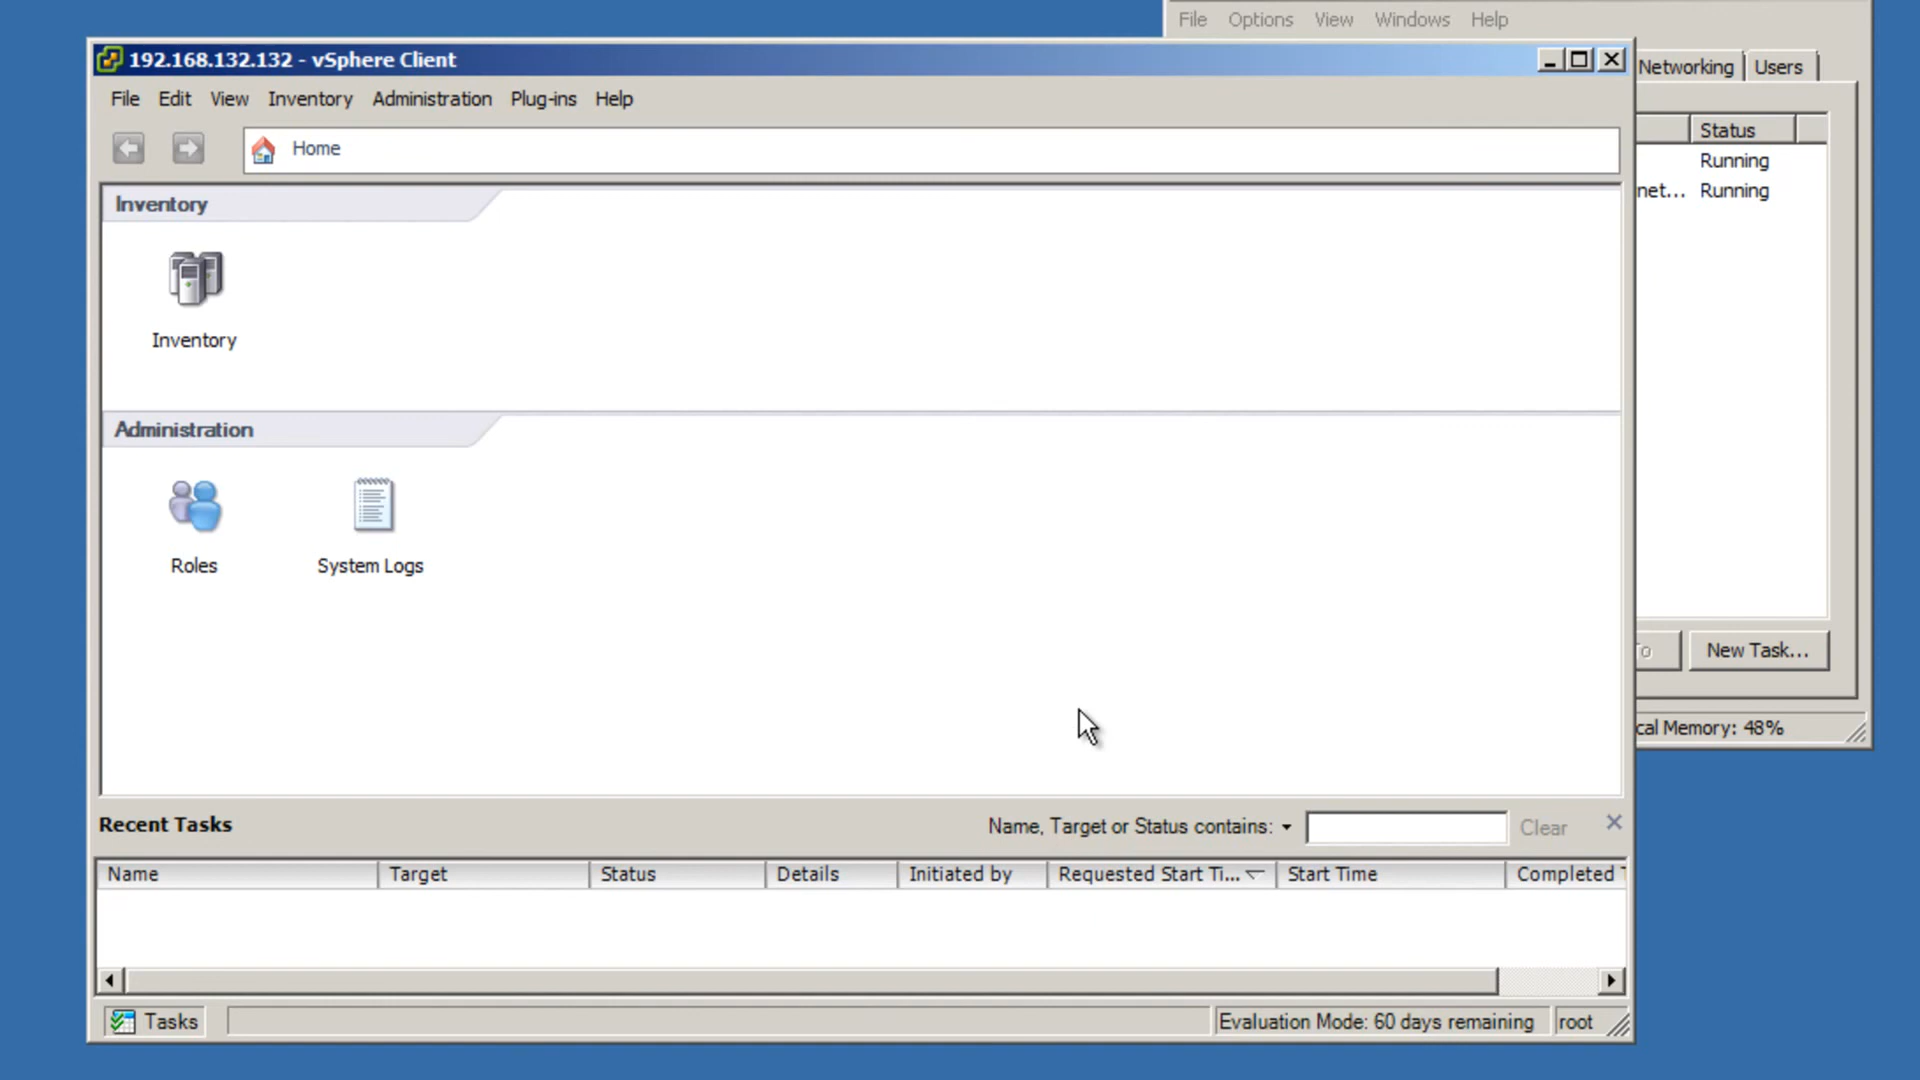 File Options View Windows Help
192.168.132.132 - vSphere Client
Networking Users
File Edit View Inventory Administration Plug-ins Help
Status
Home
Running
net... Running
Inventory
Inventory
Administration
Roles System Logs
To New Task...
cal Memory: 48%
Recent Tasks Name, Target or Status contains: Clear
Name Target Status Details Initiated by Requested Start Ti... Start Time Completed T
Tasks Evaluation Mode: 60 days remaining root